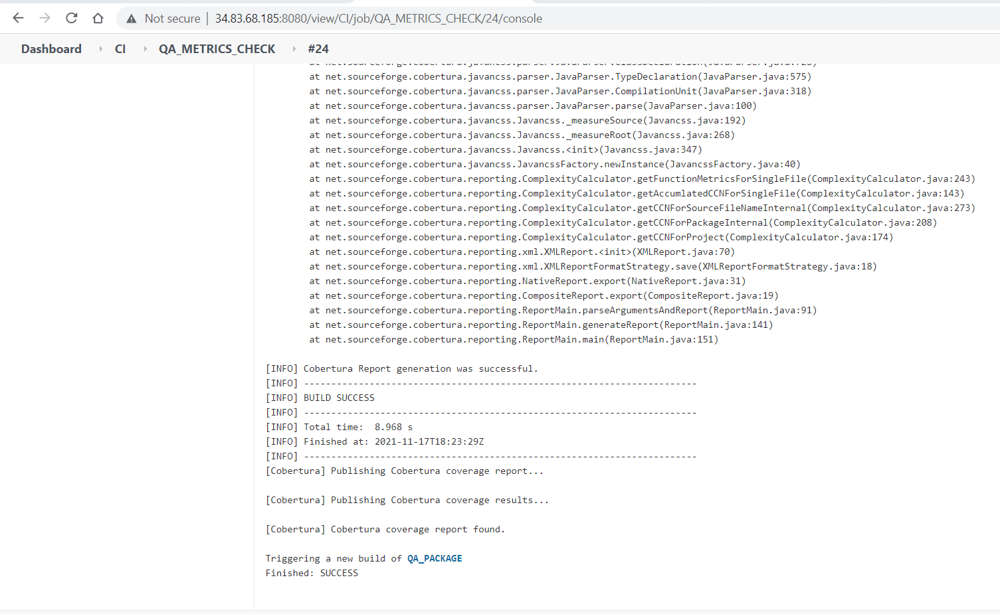 Not secure | 34.83.68.185:8080/view/CI/job/QA_METRICS_CHECK/24/console
Dashboard CI QA_METRICS_CHECK #24
at net.sourceforge.cobertura.javancss.parser.JavaParser.ClassDeclaration(JavaParser.java:728)
at net.sourceforge.cobertura.javancss.parser.JavaParser.TypeDeclaration(JavaParser.java:575)
at net.sourceforge.cobertura.javancss.parser.JavaParser.CompilationUnit(JavaParser.java:318)
at net.sourceforge.cobertura.javancss.parser.JavaParser.parse(JavaParser.java:100)
at net.sourceforge.cobertura.javancss.Javancss._measureSource(Javancss.java:192)
at net.sourceforge.cobertura.javancss.Javancss._measureRoot(Javancss.java:268)
at net.sourceforge.cobertura.javancss.Javancss.<init>(Javancss.java:347)
at net.sourceforge.cobertura.javancss.JavancssFactory.newInstance(JavancssFactory.java:40)
at net.sourceforge.cobertura.reporting.ComplexityCalculator.getFunctionMetricsForSingleFile(ComplexityCalculator.java:243)
at net.sourceforge.cobertura.reporting.ComplexityCalculator.getAccumlatedCCNForSingleFile(ComplexityCalculator.java:143)
at net.sourceforge.cobertura.reporting.ComplexityCalculator.getCCNForSourceFileNameInternal(ComplexityCalculator.java:273)
at net.sourceforge.cobertura.reporting.ComplexityCalculator.getCCNForPackageInternal(ComplexityCalculator.java:208)
at net.sourceforge.cobertura.reporting.ComplexityCalculator.getCCNForProject(ComplexityCalculator.java:174)
at net.sourceforge.cobertura.reporting.xml.XMLReport.<init>(XMLReport.java:70)
at net.sourceforge.cobertura.reporting.xml.XMLReportFormatStrategy.save(XMLReportFormatStrategy.java:18)
at net.sourceforge.cobertura.reporting.NativeReport.export(NativeReport.java:31)
at net.sourceforge.cobertura.reporting.CompositeReport.export(CompositeReport.java:19)
at net.sourceforge.cobertura.reporting.ReportMain.parseArgumentsAndReport(ReportMain.java:91)
at net.sourceforge.cobertura.reporting.ReportMain.generateReport(ReportMain.java:141)
at net.sourceforge.cobertura.reporting.ReportMain.main(ReportMain.java:151)
[INFO] Cobertura Report generation was successful.
[INFO] ------------------------------------------------------------------------
[INFO] BUILD SUCCESS
[INFO] ------------------------------------------------------------------------
[INFO] Total time:  8.968 s
[INFO] Finished at: 2021-11-17T18:23:29Z
[INFO] ------------------------------------------------------------------------
[Cobertura] Publishing Cobertura coverage report...
[Cobertura] Publishing Cobertura coverage results...
[Cobertura] Cobertura coverage report found.
Triggering a new build of QA_PACKAGE
Finished: SUCCESS